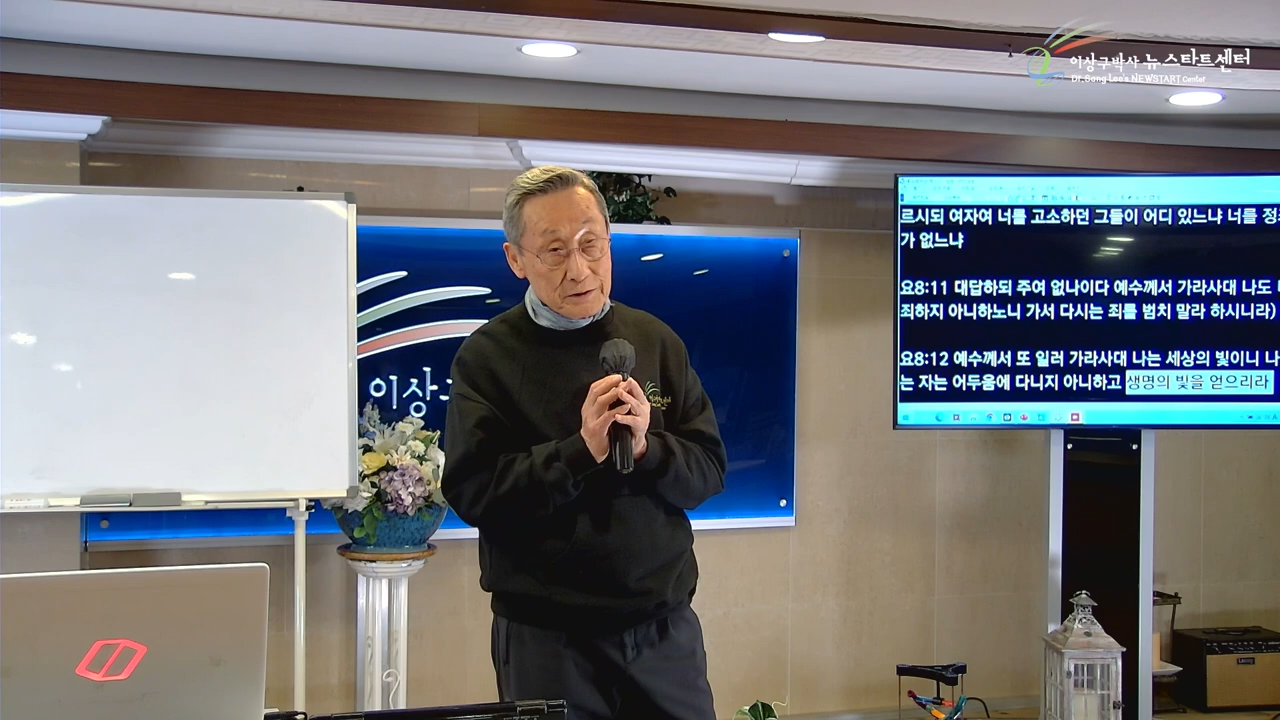 이상구박사 뉴스타트센터
Dr.Sang Lee's NEWSTART Center
르시되 여자여 너를 고소하던 그들이 어디 있느냐 너를
가 없느냐
요8:11 대답하되 주여 없나이다 예수께서 가라사대 나도
죄하지 아니하노니 가서 다시는 죄를 범치 말라 하시니라)
요8:12 예수께서 또 일러 가라사대 나는 세상의 빛이니
는 자는 어두움에 다니지 아니하고 생명의 빛을 얻으리라
이상
Laney